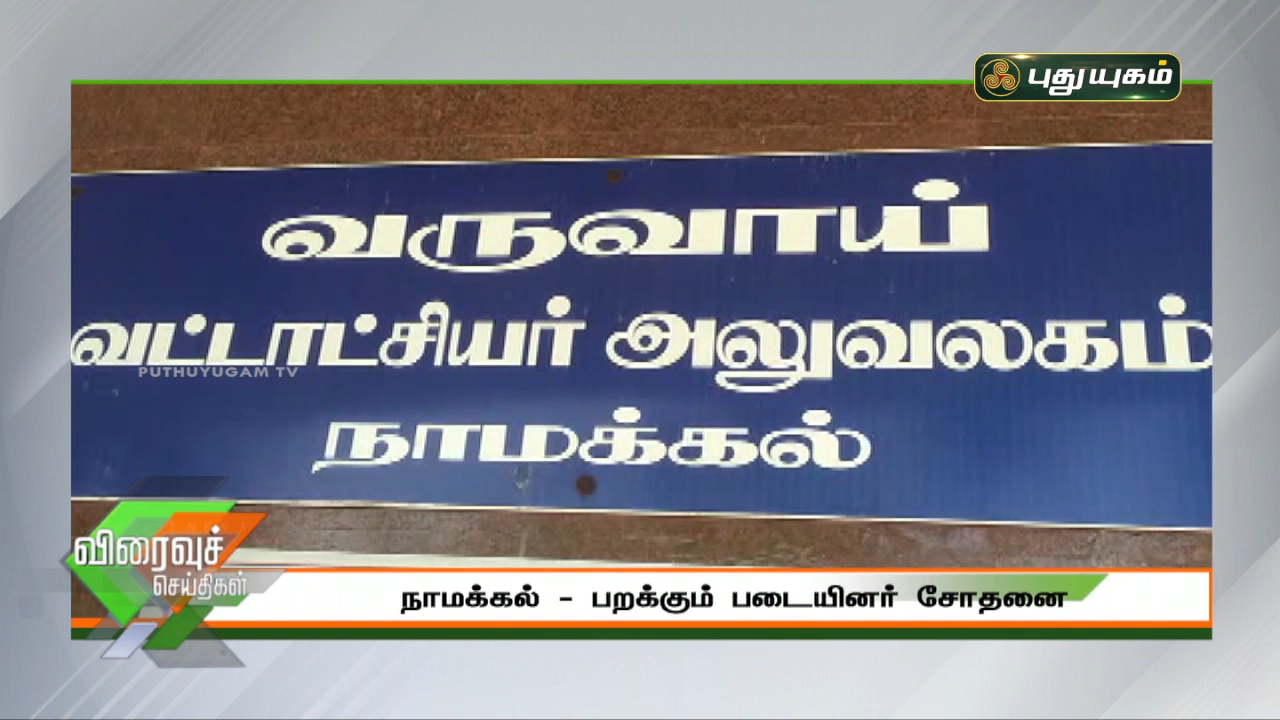 புதுயுகம்
வருவாய்
வட்டாட்சியர் அலுவலகம்
PUTHUYUGAM TV
நாமக்கல்
விரைவுச்
செய்திகள்
நாமக்கல் - பறக்கும் படையினர் சோதனை